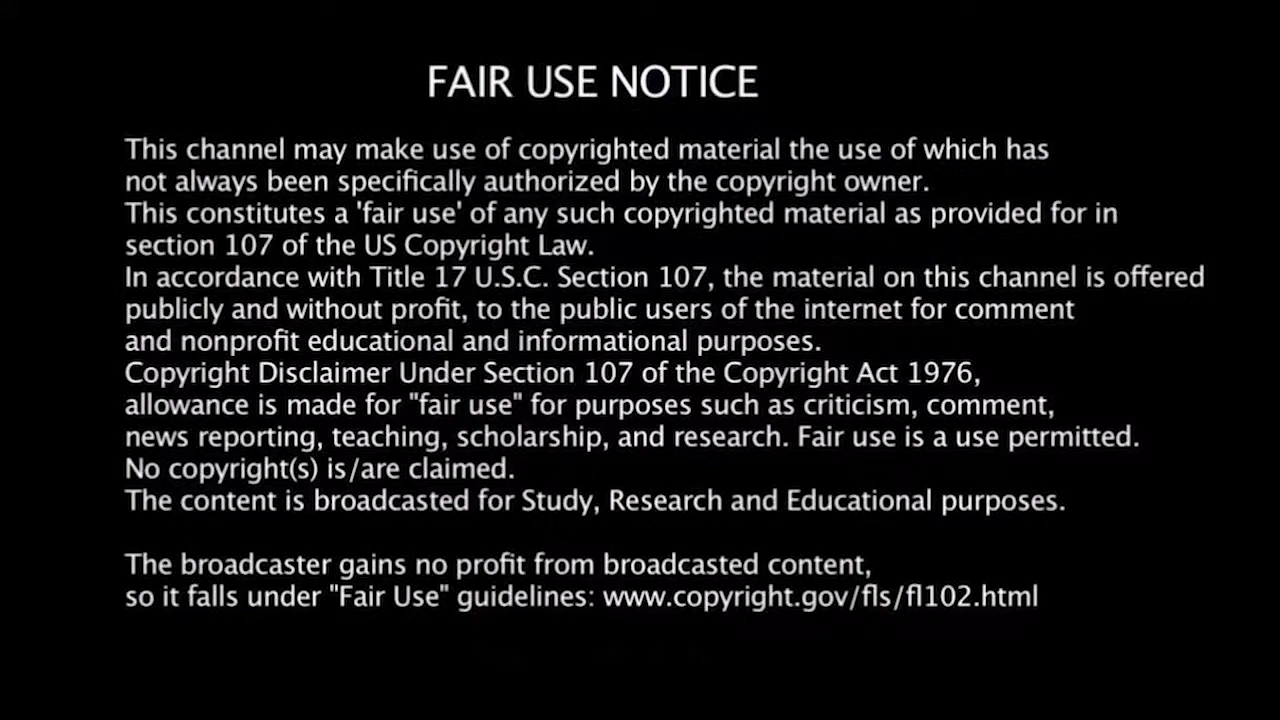 FAIR USE NOTICE
This channel may make use of copyrighted material the use of which has
not always been specifically authorized by the copyright owner.
This constitutes a 'fair use' of any such copyrighted material as provided for in
section 107 of the US Copyright Law.
In accordance with Title 17 U.S.C. Section 107, the material on this channel is offered
publicly and without profit, to the public users of the internet for comment
and nonprofit educational and informational purposes.
Copyright Disclaimer Under Section 107 of the Copyright Act 1976,
allowance is made for "fair use" for purposes such as criticism, comment,
news reporting, teaching, scholarship, and research. Fair use is a use permitted.
No copyright(s) is/are claimed.
The content is broadcasted for Study, Research and Educational purposes.
The broadcaster gains no profit from broadcasted content,
so it falls under "Fair Use" guidelines: www.copyright.gov/fls/fl102.html